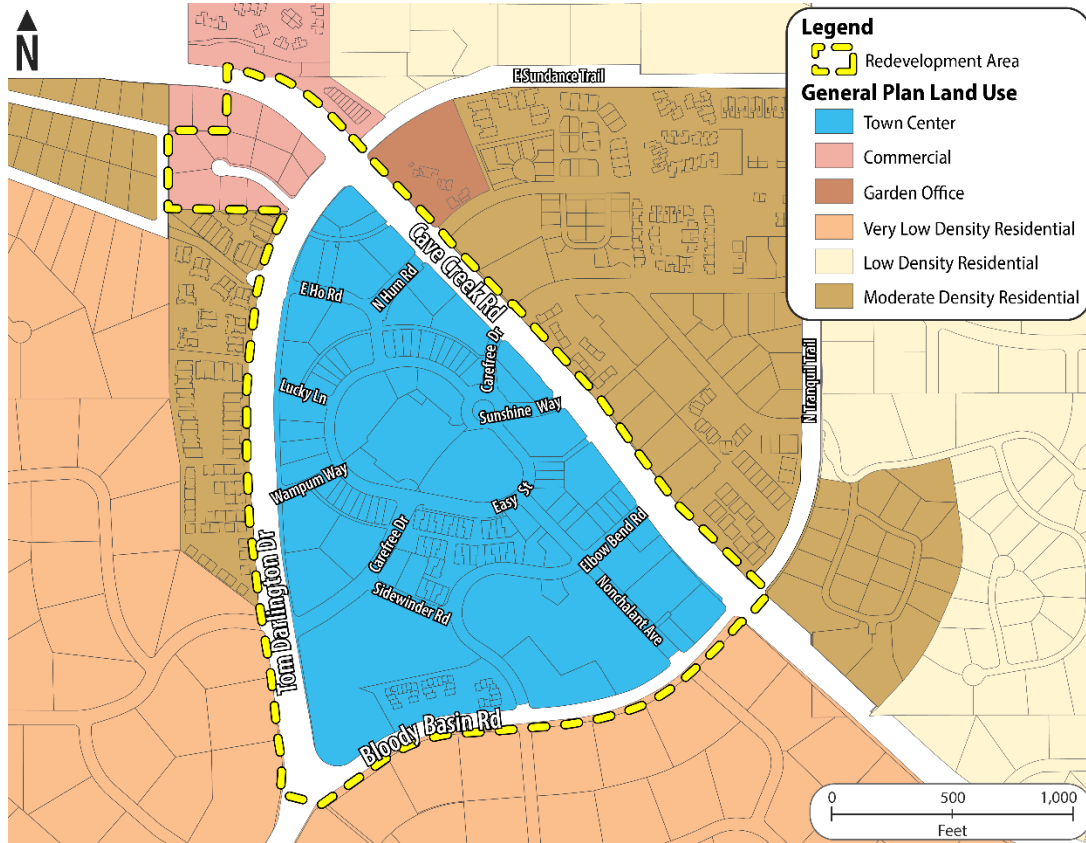 N
Legend
Redevelopment Area
General Plan Land Use
Town Center
Commercial
Garden Office
Very Low Density Residential
Low Density Residential
Moderate Density Residential
E Sundance Trail
Cave Creek Rd
N Hum Rd
E Ho Rd
Carefree Dr
N Tranquil Trail
Lucky Ln
Sunshine Way
Wampum Way
Easy St
Elbow Bend Rd
Carefree Dr
Sidewinder Rd
Nonchalant Ave
Tom Darlington Dr
Bloody Basin Rd
0 500 1,000
Feet